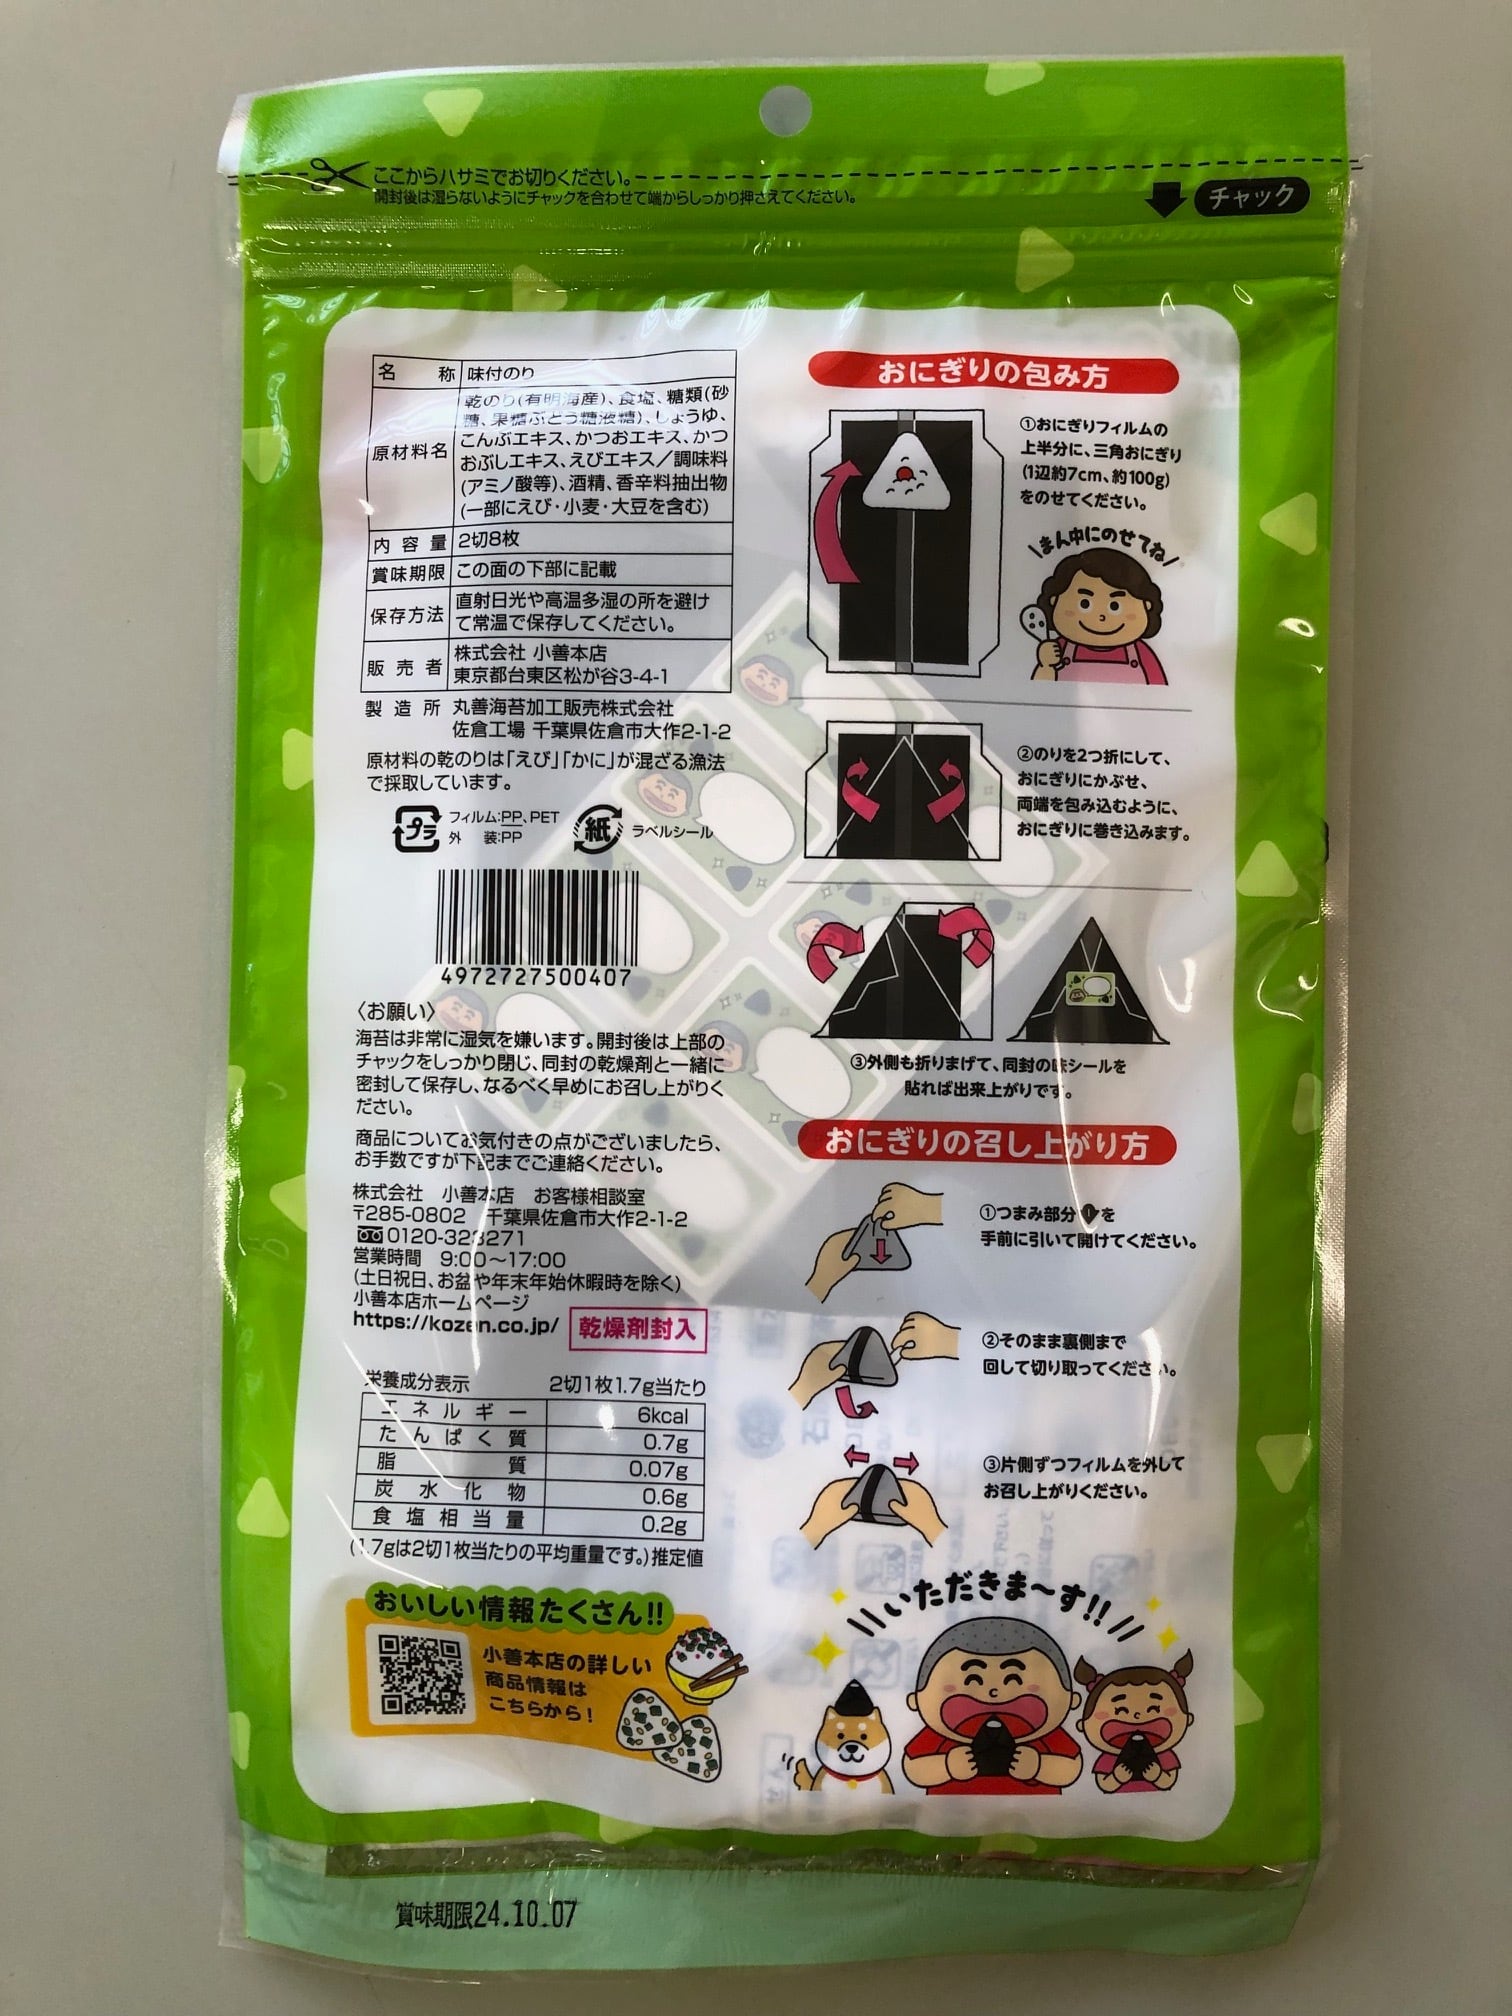 ここからハサミでお切りください。
開封後は湿らないようにチャックを合わせて端からしっかり押さえてください。
チャック
名称 味付のり
原材料名 乾のり(有明海産)、食塩、糖類(砂
糖、果糖ぶどう糖液糖)、しょうゆ、
こんぶエキス、かつおエキス、かつ
おぶしエキス、えびエキス／調味料
(アミノ酸等)、酒精、香辛料抽出物
(一部にえび・小麦・大豆を含む)
内容量 2切8枚
賞味期限 この面の下部に記載
保存方法 直射日光や高温多湿の所を避け
て常温で保存してください。
販売者 株式会社 小善本店
東京都台東区松が谷3-4-1
製造所 丸善海苔加工販売株式会社
佐倉工場 千葉県佐倉市大作2-1-2
原材料の乾のりは「えび」「かに」が混ざる漁法
で採取しています。
プラ フィルム:PP、PET
外装:PP
紙 ラベルシール
4972727500407
〈お願い〉
海苔は非常に湿気を嫌います。開封後は上部の
チャックをしっかり閉じ、同封の乾燥剤と一緒に
密封して保存し、なるべく早めにお召し上がりく
ださい。
商品についてお気付きの点がございましたら、
お手数ですが下記までご連絡ください。
株式会社 小善本店 お客様相談室
〒285-0802 千葉県佐倉市大作2-1-2
0120-323271
営業時間 9:00～17:00
(土日祝日、お盆や年末年始休暇時を除く)
小善本店ホームページ
https://kozen.co.jp/
乾燥剤封入
栄養成分表示 2切1枚1.7g当たり
エネルギー 6kcal
たんぱく質 0.7g
脂質 0.07g
炭水化物 0.6g
食塩相当量 0.2g
(1.7gは2切1枚当たりの平均重量です。)推定値
おいしい情報たくさん!!
小善本店の詳しい
商品情報は
こちらから!
おにぎりの包み方
①おにぎりフィルムの
上半分に、三角おにぎり
(1辺約7cm、約100g)
をのせてください。
まん中にのせてね
②のりを2つ折にして、
おにぎりにかぶせ、
両端を包み込むように、
おにぎりに巻き込みます。
③外側も折りまげて、同封の味シールを
貼れば出来上がりです。
おにぎりの召し上がり方
①つまみ部分を
手前に引いて開けてください。
②そのまま裏側まで
回して切り取ってください。
③片側ずつフィルムを外して
お召し上がりください。
いただきま～す!!
賞味期限24.10.07